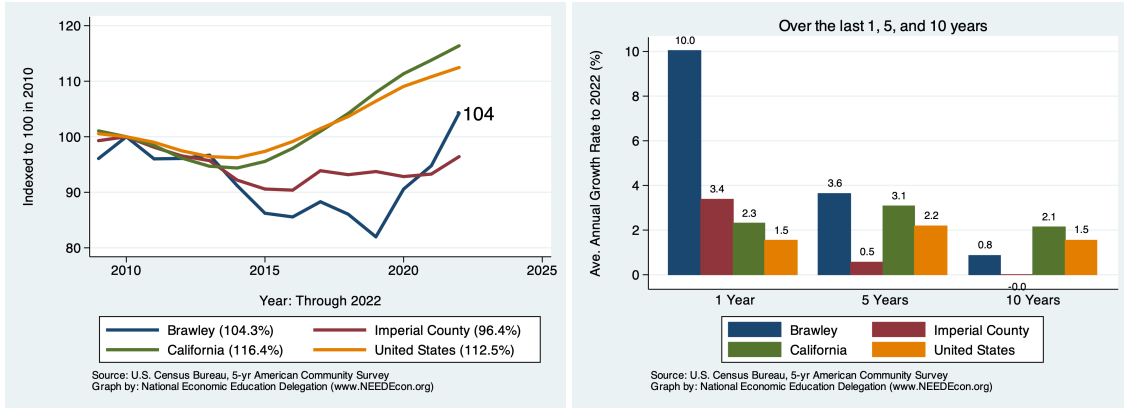 Indexed to 100 in 2010
120
110
100
90
80
104
2010 2015 2020 2025
Year: Through 2022
Brawley (104.3%) Imperial County (96.4%)
California (116.4%) United States (112.5%)
Source: U.S. Census Bureau, 5-yr American Community Survey
Graph by: National Economic Education Delegation (www.NEEDEcon.org)
Over the last 1, 5, and 10 years
Ave. Annual Growth Rate to 2022 (%)
10
8
6
4
2
0
10.0
3.4
2.3
1.5
3.6
0.5
3.1
2.2
0.8
-0.0
2.1
1.5
1 Year 5 Years 10 Years
Brawley Imperial County
California United States
Source: U.S. Census Bureau, 5-yr American Community Survey
Graph by: National Economic Education Delegation (www.NEEDEcon.org)